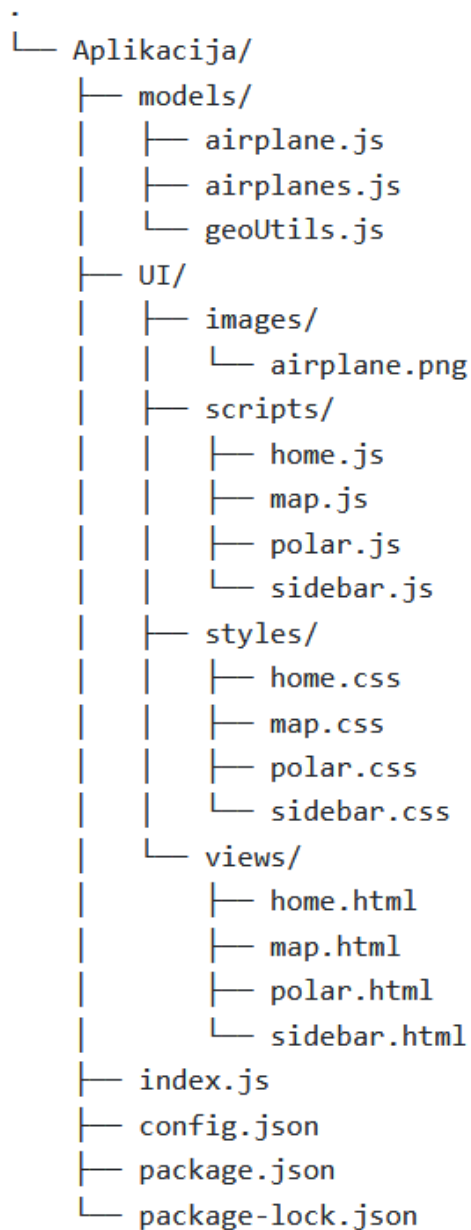 .
└── Aplikacija/
    ├── models/
    │   ├── airplane.js
    │   ├── airplanes.js
    │   └── geoUtils.js
    ├── UI/
    │   ├── images/
    │   │   └── airplane.png
    │   ├── scripts/
    │   │   ├── home.js
    │   │   ├── map.js
    │   │   ├── polar.js
    │   │   └── sidebar.js
    │   ├── styles/
    │   │   ├── home.css
    │   │   ├── map.css
    │   │   ├── polar.css
    │   │   └── sidebar.css
    │   └── views/
    │       ├── home.html
    │       ├── map.html
    │       ├── polar.html
    │       └── sidebar.html
    ├── index.js
    ├── config.json
    ├── package.json
    └── package-lock.json